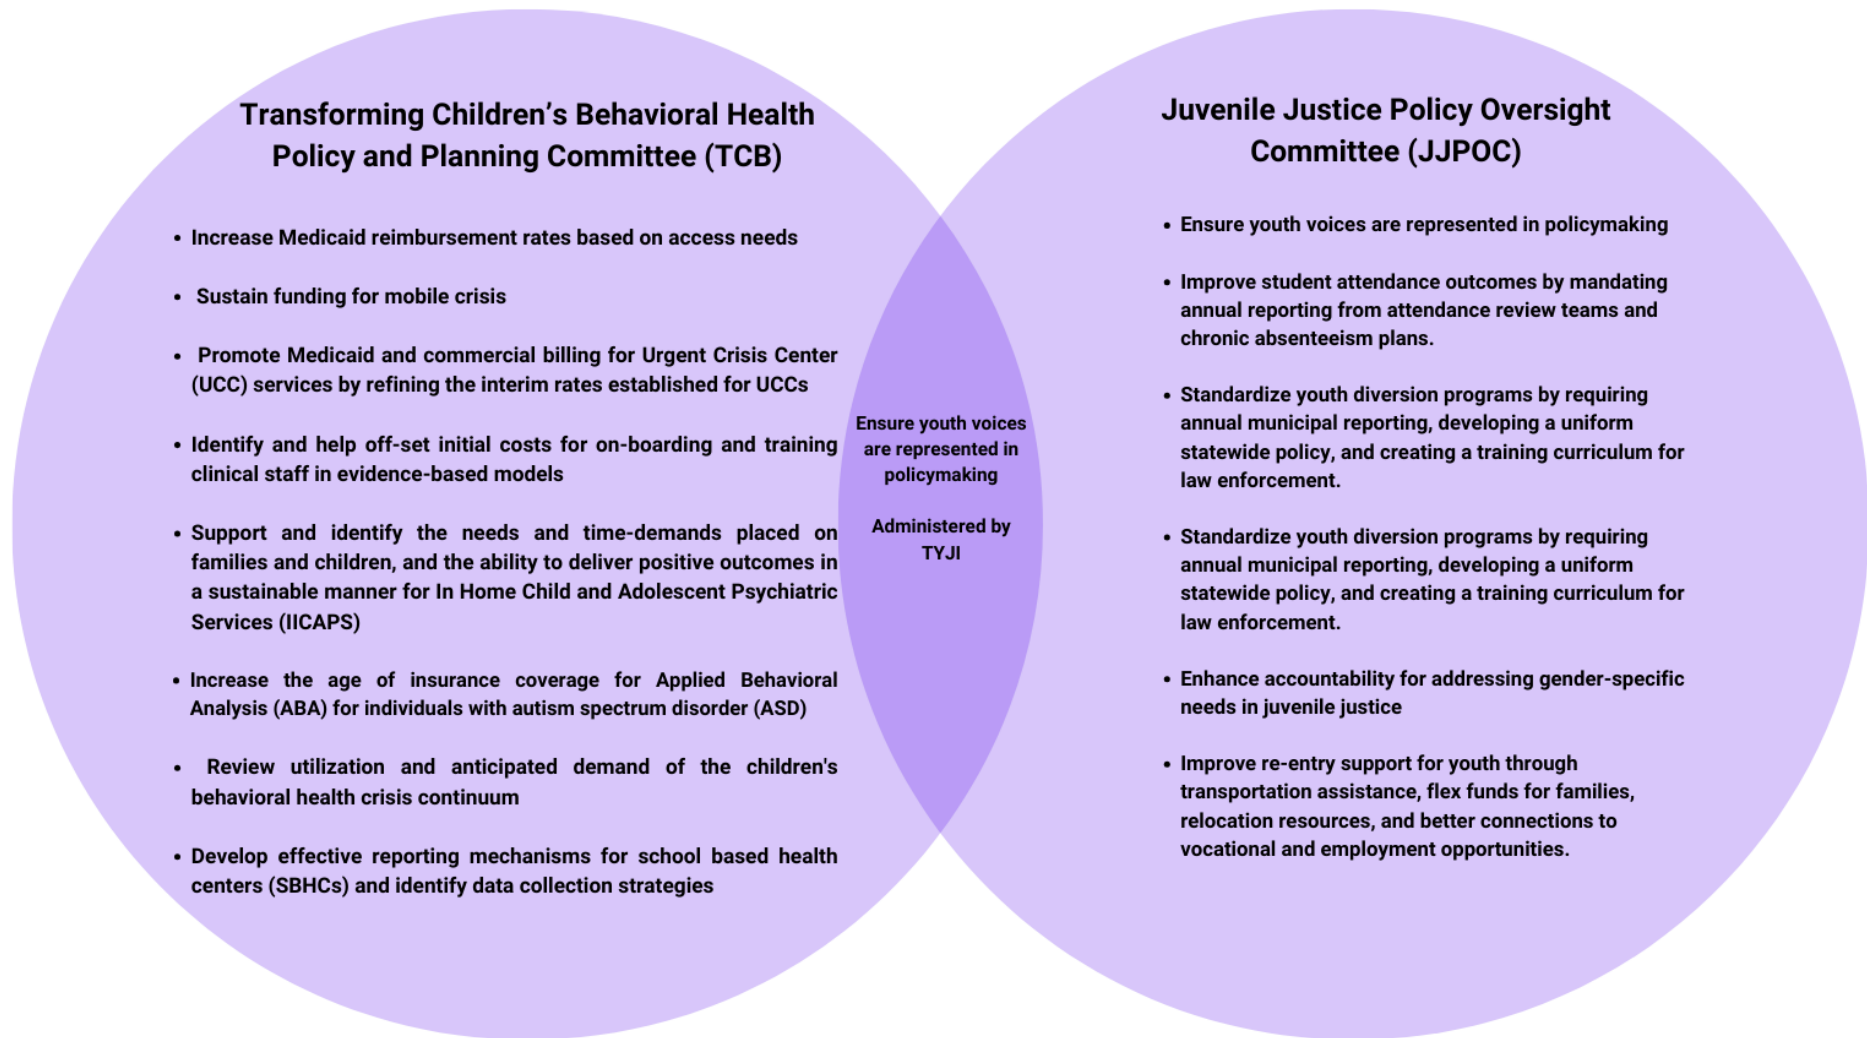 Transforming Children’s Behavioral Health
Policy and Planning Committee (TCB)
• Increase Medicaid reimbursement rates based on access needs
• Sustain funding for mobile crisis
• Promote Medicaid and commercial billing for Urgent Crisis Center
(UCC) services by refining the interim rates established for UCCs
• Identify and help off-set initial costs for on-boarding and training
clinical staff in evidence-based models
• Support and identify the needs and time-demands placed on
families and children, and the ability to deliver positive outcomes in
a sustainable manner for In Home Child and Adolescent Psychiatric
Services (IICAPS)
• Increase the age of insurance coverage for Applied Behavioral
Analysis (ABA) for individuals with autism spectrum disorder (ASD)
• Review utilization and anticipated demand of the children's
behavioral health crisis continuum
• Develop effective reporting mechanisms for school based health
centers (SBHCs) and identify data collection strategies
Ensure youth voices
are represented in
policymaking
Administered by
TYJI
Juvenile Justice Policy Oversight
Committee (JJPOC)
• Ensure youth voices are represented in policymaking
• Improve student attendance outcomes by mandating
annual reporting from attendance review teams and
chronic absenteeism plans.
• Standardize youth diversion programs by requiring
annual municipal reporting, developing a uniform
statewide policy, and creating a training curriculum for
law enforcement.
• Standardize youth diversion programs by requiring
annual municipal reporting, developing a uniform
statewide policy, and creating a training curriculum for
law enforcement.
• Enhance accountability for addressing gender-specific
needs in juvenile justice
• Improve re-entry support for youth through
transportation assistance, flex funds for families,
relocation resources, and better connections to
vocational and employment opportunities.